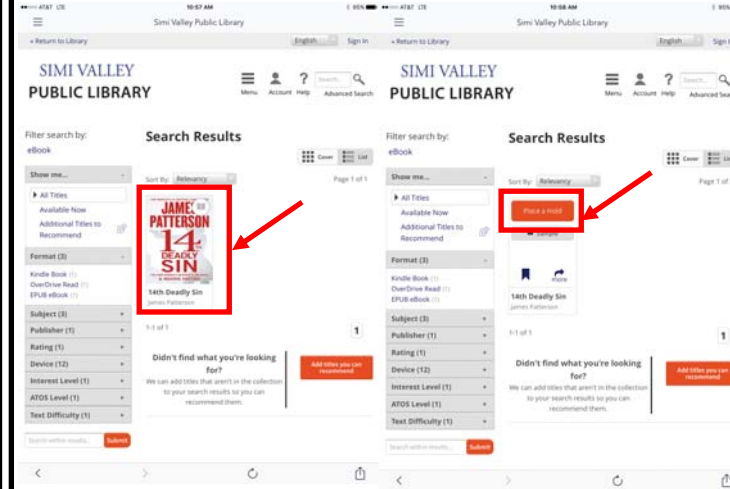 AT&T LTE 10:57 AM 95%
Simi Valley Public Library
« Return to Library English Sign In
SIMI VALLEY
PUBLIC LIBRARY
Menu Account Help Search... Advanced Search
Filter search by:
eBook
Search Results
Cover List
Show me... -
Sort By: Relevancy Page 1 of 1
All Titles
Available Now
Additional Titles to
Recommend
Format (3) -
Kindle Book (1)
OverDrive Read (1)
EPUB eBook (1)
Subject (3) +
Publisher (1) +
Rating (1) +
Device (12) +
Interest Level (1) +
ATOS Level (1) +
Text Difficulty (1) +
Search within results... Submit
JAMES
PATTERSON
14
DEADLY
SIN
14th Deadly Sin
James Patterson
1-1 of 1 1
Didn't find what you're looking
for?
We can add titles that aren't in the collection
to your search results so you can
recommend them.
Add titles you can
recommend
AT&T LTE 10:58 AM 95%
Simi Valley Public Library
« Return to Library English Sign I
SIMI VALLEY
PUBLIC LIBRARY
Menu Account Help Search... Advanced Sear
Filter search by:
eBook
Search Results
Cover Li
Show me... -
Sort By: Relevancy Page 1 of
All Titles
Available Now
Additional Titles to
Recommend
Format (3) -
Kindle Book (1)
OverDrive Read (1)
EPUB eBook (1)
Subject (3) +
Publisher (1) +
Rating (1) +
Device (12) +
Interest Level (1) +
ATOS Level (1) +
Text Difficulty (1) +
Search within results... Submit
Place a Hold
Sample
more
14th Deadly Sin
James Patterson
1-1 of 1 1
Didn't find what you're looking
for?
We can add titles that aren't in the collection
to your search results so you can
recommend them.
Add titles you can
recommend